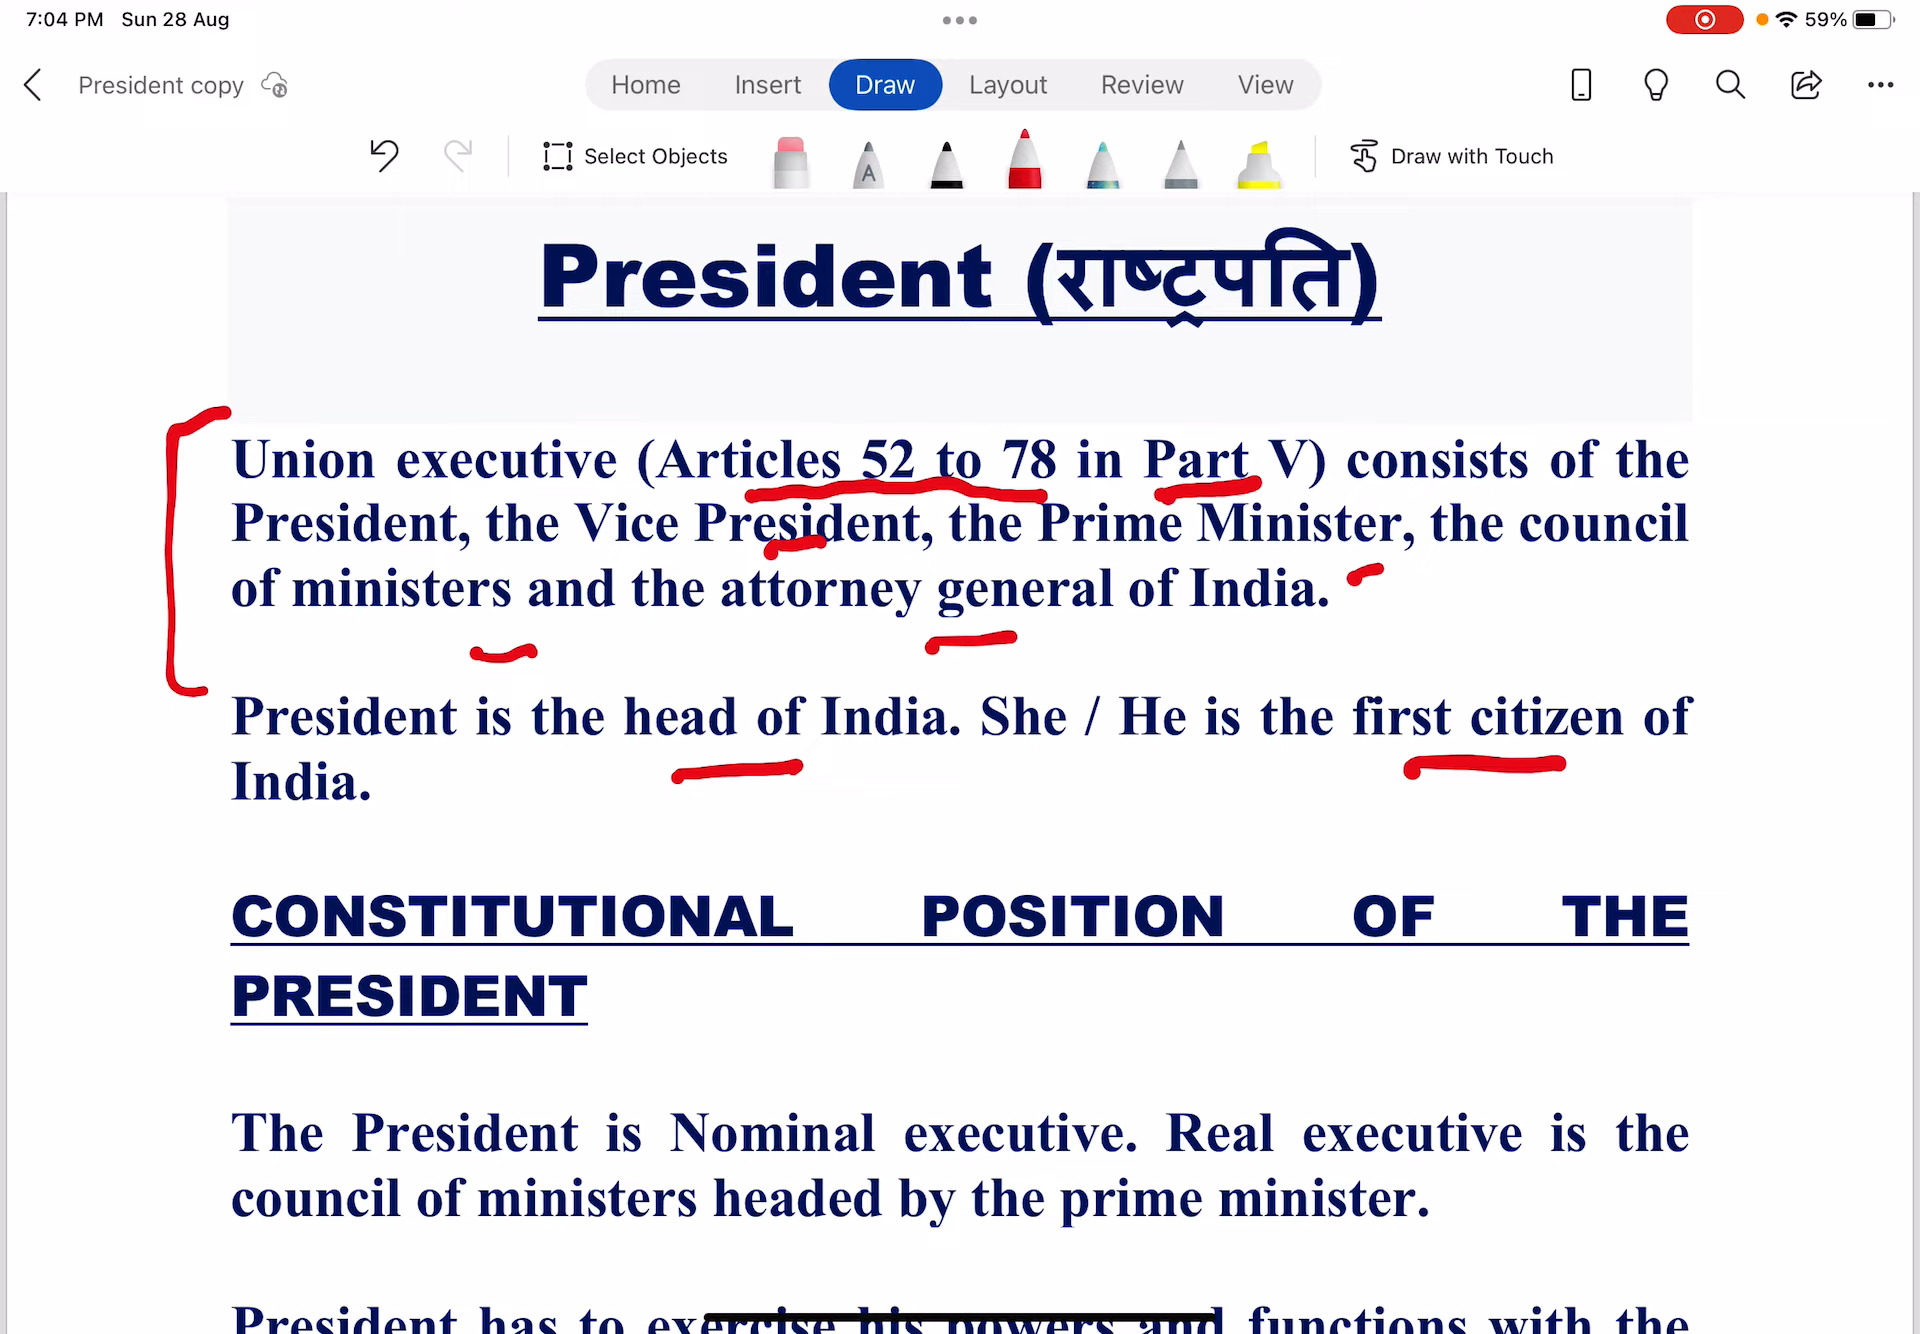 7:04 PM Sun 28 Aug
59%
President copy
Home Insert Draw Layout Review View
Select Objects
A
Draw with Touch
President (राष्ट्रपति)
Union executive (Articles 52 to 78 in Part V) consists of the
President, the Vice President, the Prime Minister, the council
of ministers and the attorney general of India.
President is the head of India. She / He is the first citizen of
India.
CONSTITUTIONAL POSITION OF THE
PRESIDENT
The President is Nominal executive. Real executive is the
council of ministers headed by the prime minister.
President has to exercise his powers and functions with the